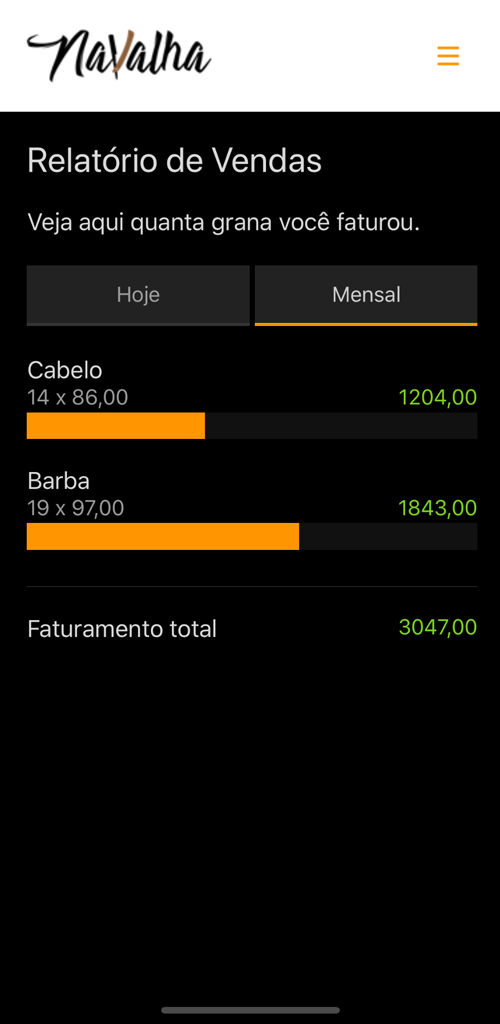 Navalha
Relatório de Vendas
Veja aqui quanta grana você faturou.
Hoje
Mensal
Cabelo
14 x 86,00
1204,00
Barba
19 x 97,00
1843,00
Faturamento total
3047,00